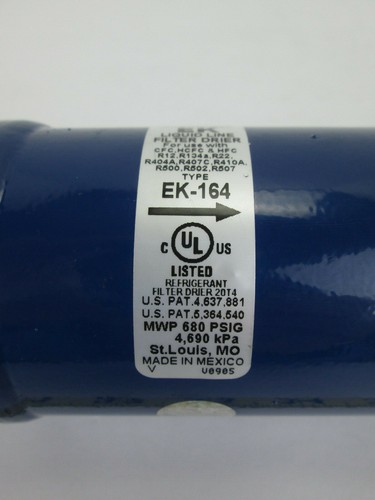 EK
LIQUID LINE
FILTER DRIER
For use with
CFC, HCFC & HFC
R12, R134a, R22,
R404A, R407C, R410A,
R500, R502, R507
TYPE
EK-164
C UL US
LISTED
REFRIGERANT
FILTER DRIER 20T4
U.S. PAT.4,637,881
U.S. PAT.5,364,540
MWP 680 PSIG
4,690 kPa
St.Louis, MO
MADE IN MEXICO
V V0905